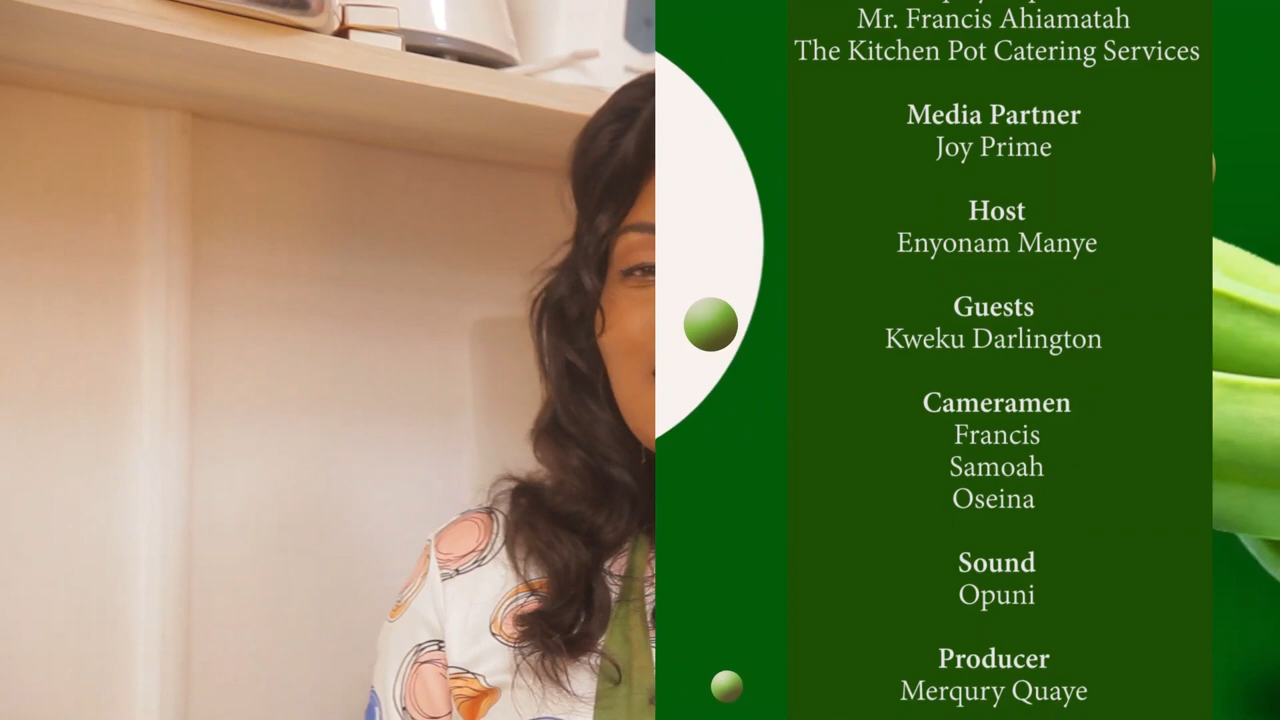 Mr. Francis Ahiamatah
The Kitchen Pot Catering Services
Media Partner
Joy Prime
Host
Enyonam Manye
Guests
Kweku Darlington
Cameramen
Francis
Samoah
Oseina
Sound
Opuni
Producer
Merqury Quaye